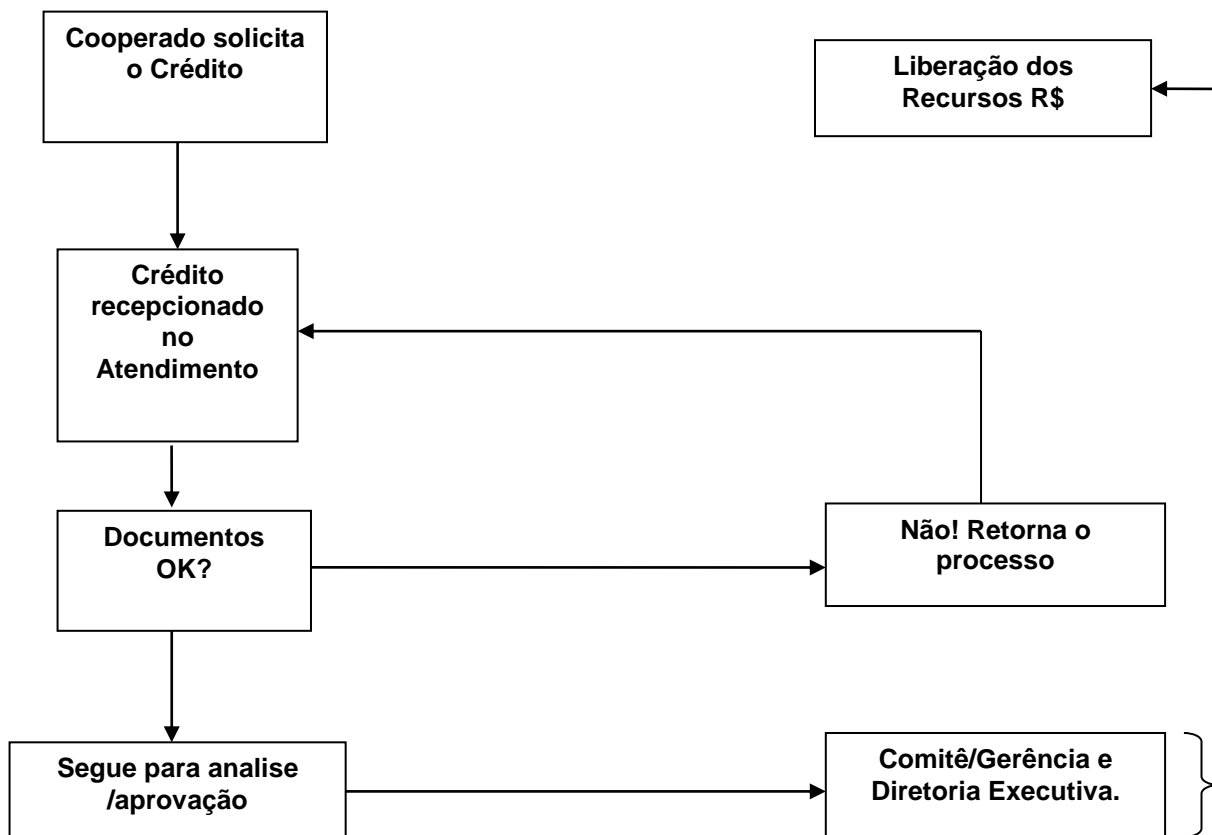 Cooperado solicita
o Crédito
Liberação dos
Recursos R$
Crédito
recepcionado
no
Atendimento
Documentos
OK?
Não! Retorna o
processo
Segue para analise
/aprovação
Comitê/Gerência e
Diretoria Executiva.